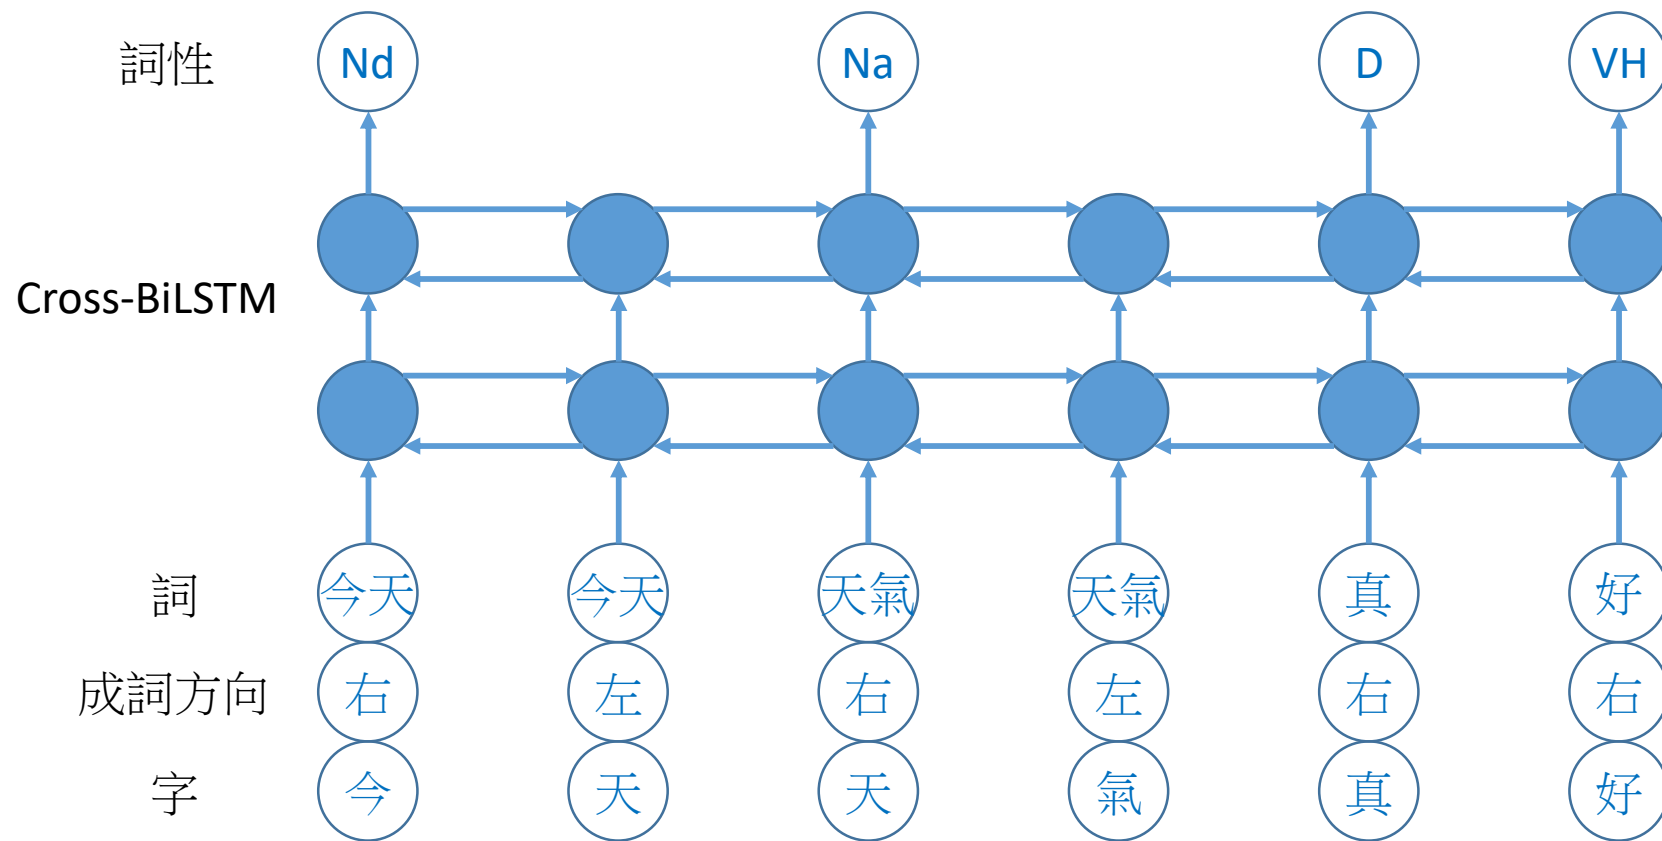 詞性 Nd Na D VH
Cross-BiLSTM
詞 今天 今天 天氣 天氣 真 好
成詞方向 右 左 右 左 右 右
字 今 天 天 氣 真 好